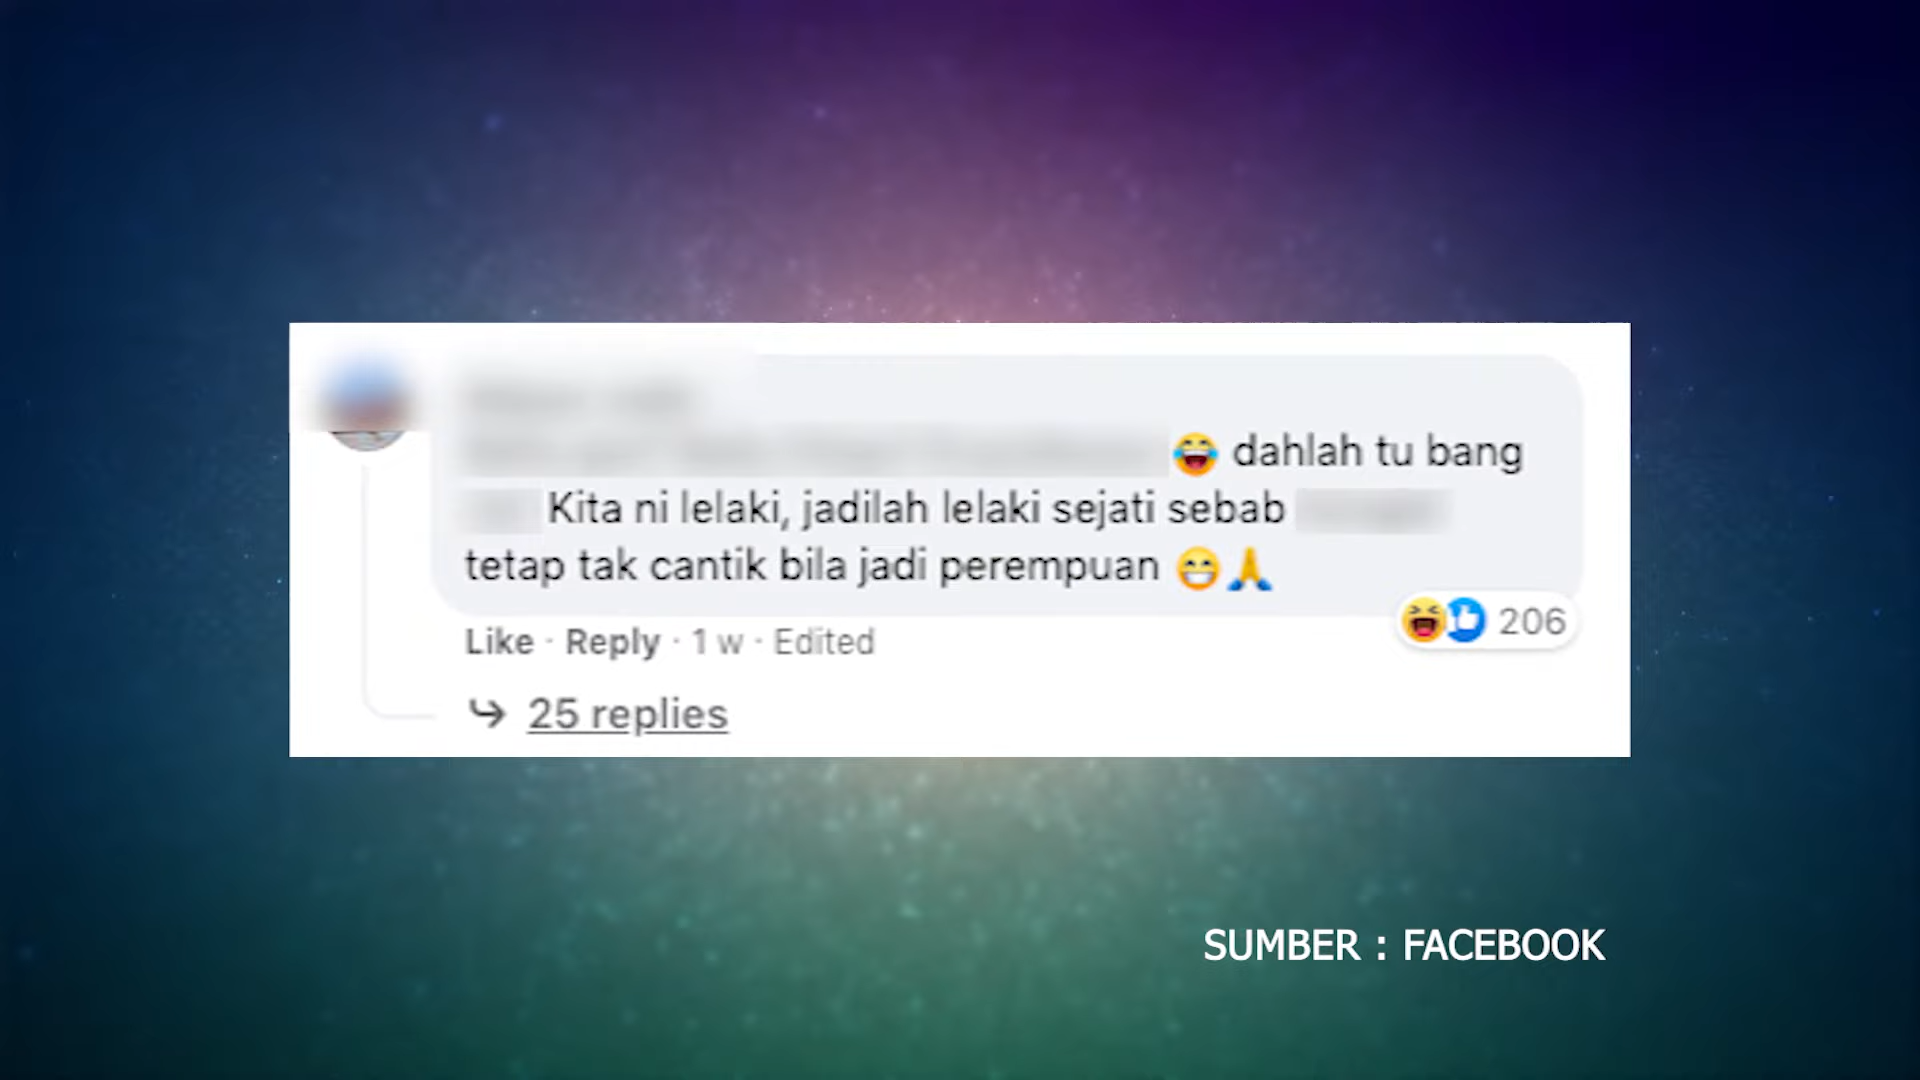 😂 dahlah tu bang
Kita ni lelaki, jadilah lelaki sejati sebab
tetap tak cantik bila jadi perempuan 😁🙏
Like · Reply · 1 w · Edited
206
25 replies
SUMBER : FACEBOOK